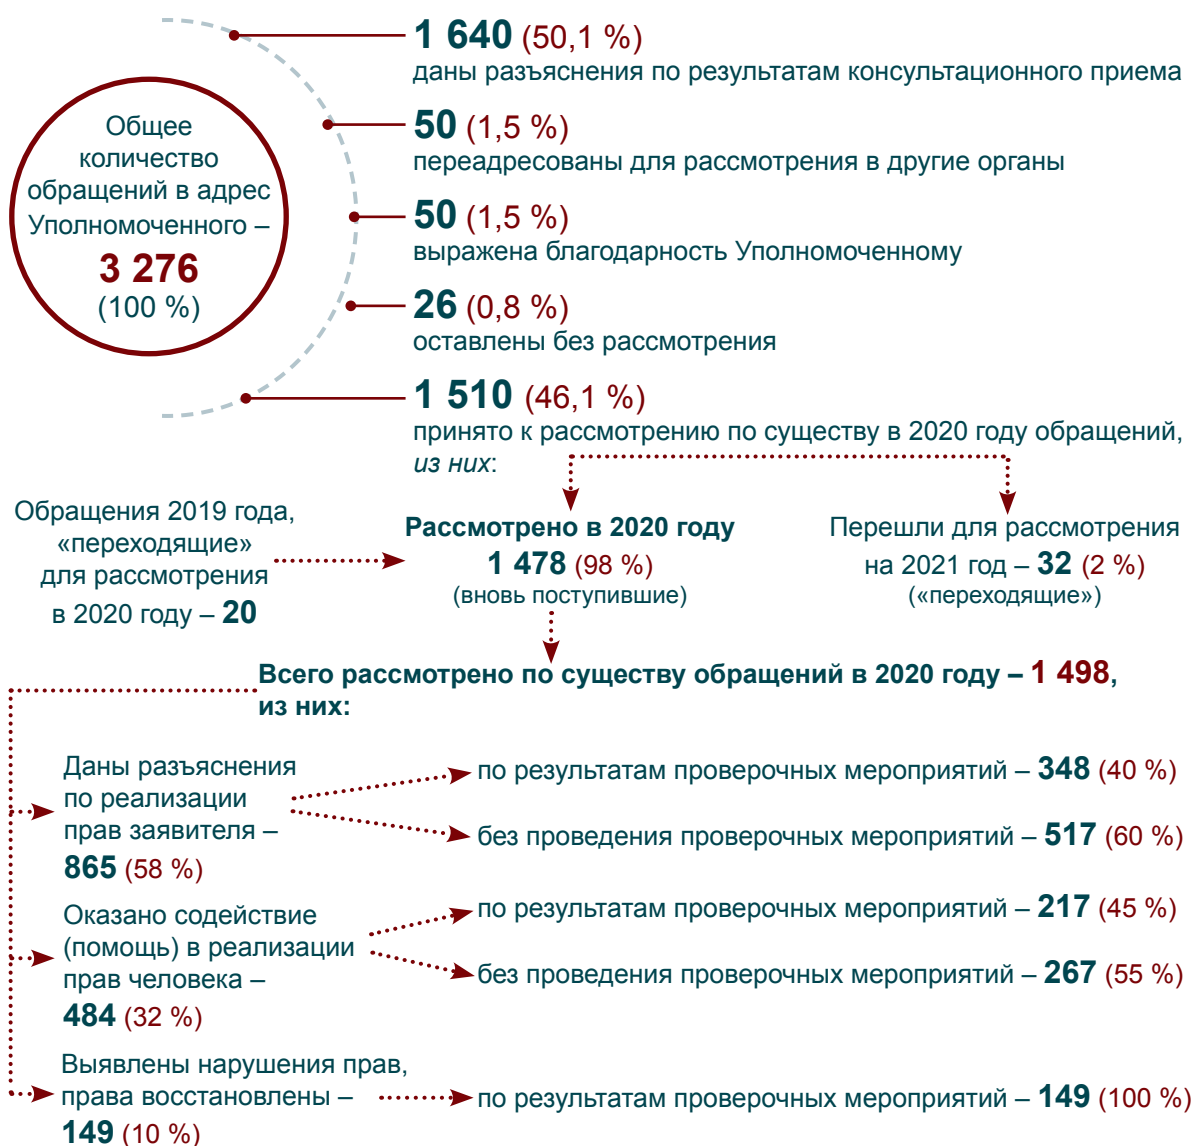 Общее
количество
обращений в адрес
Уполномоченного –
3 276
(100 %)
1 640 (50,1 %)
даны разъяснения по результатам консультационного приема
50 (1,5 %)
переадресованы для рассмотрения в другие органы
50 (1,5 %)
выражена благодарность Уполномоченному
26 (0,8 %)
оставлены без рассмотрения
1 510 (46,1 %)
принято к рассмотрению по существу в 2020 году обращений,
из них:
Обращения 2019 года,
«переходящие»
для рассмотрения
в 2020 году – 20
Рассмотрено в 2020 году
1 478 (98 %)
(вновь поступившие)
Перешли для рассмотрения
на 2021 год – 32 (2 %)
(«переходящие»)
Всего рассмотрено по существу обращений в 2020 году – 1 498,
из них:
Даны разъяснения
по реализации
прав заявителя –
865 (58 %)
по результатам проверочных мероприятий – 348 (40 %)
без проведения проверочных мероприятий – 517 (60 %)
Оказано содействие
(помощь) в реализации
прав человека –
484 (32 %)
по результатам проверочных мероприятий – 217 (45 %)
без проведения проверочных мероприятий – 267 (55 %)
Выявлены нарушения прав,
права восстановлены –
149 (10 %)
по результатам проверочных мероприятий – 149 (100 %)